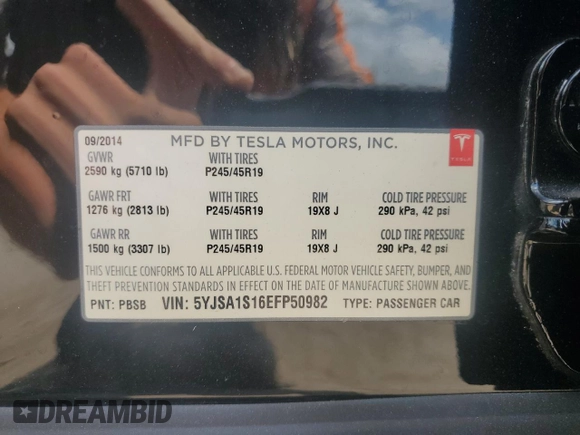 09/2014 MFD BY TESLA MOTORS, INC.
GVWR WITH TIRES
2590 kg (5710 lb) P245/45R19
TESLA
GAWR FRT WITH TIRES RIM COLD TIRE PRESSURE
1276 kg (2813 lb) P245/45R19 19X8 J 290 kPa, 42 psi
GAWR RR WITH TIRES RIM COLD TIRE PRESSURE
1500 kg (3307 lb) P245/45R19 19X8 J 290 kPa, 42 psi
THIS VEHICLE CONFORMS TO ALL APPLICABLE U.S. FEDERAL MOTOR VEHICLE SAFETY, BUMPER, AND
THEFT PREVENTION STANDARDS IN EFFECT ON THE DATE OF MANUFACTURE SHOWN ABOVE.
PNT: PBSB VIN: 5YJSA1S16EFP50982 TYPE: PASSENGER CAR
DREAMBID